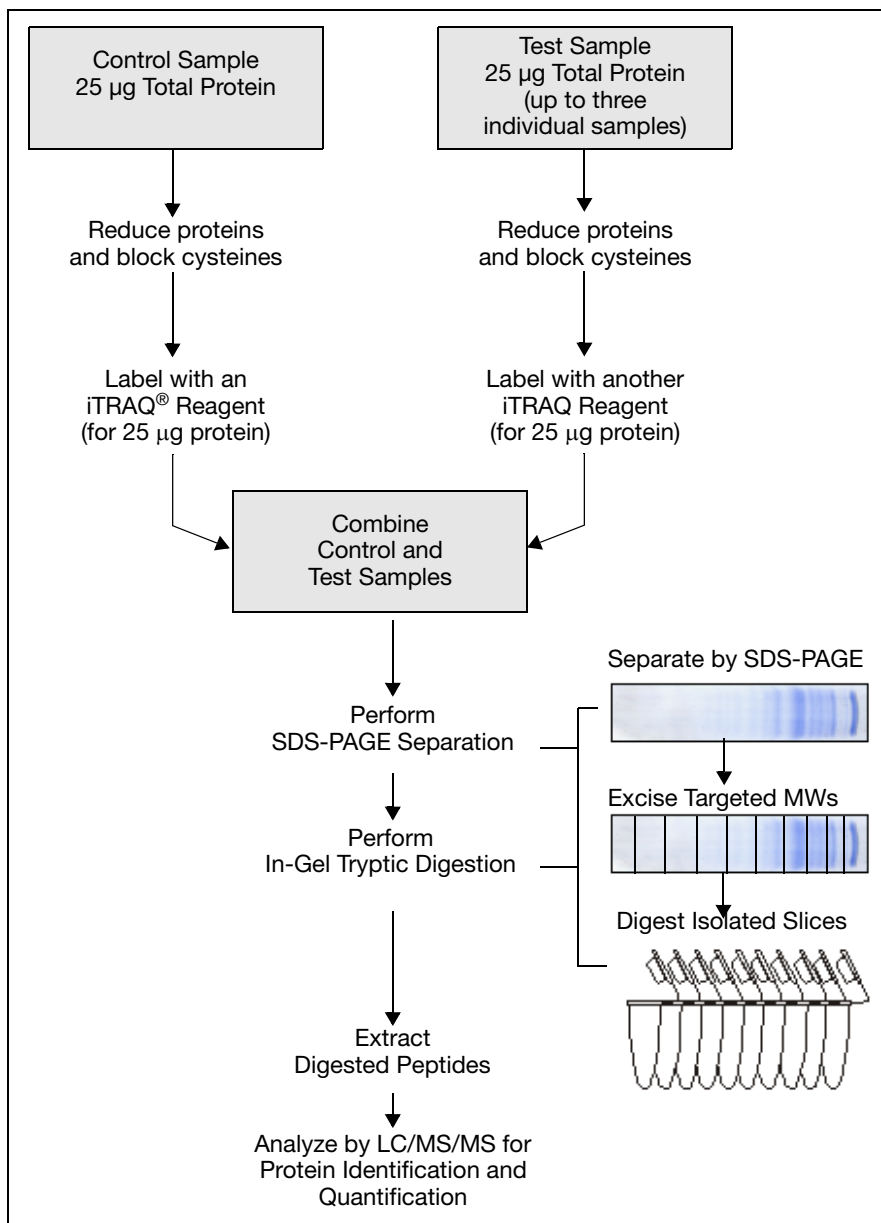 Control Sample
25 µg Total Protein
Test Sample
25 µg Total Protein
(up to three
individual samples)
Reduce proteins
and block cysteines
Reduce proteins
and block cysteines
Label with an
iTRAQ® Reagent
(for 25 µg protein)
Label with another
iTRAQ Reagent
(for 25 µg protein)
Combine
Control and
Test Samples
Perform
SDS-PAGE Separation
Separate by SDS-PAGE
Perform
In-Gel Tryptic Digestion
Excise Targeted MWs
Digest Isolated Slices
Extract
Digested Peptides
Analyze by LC/MS/MS for
Protein Identification and
Quantification